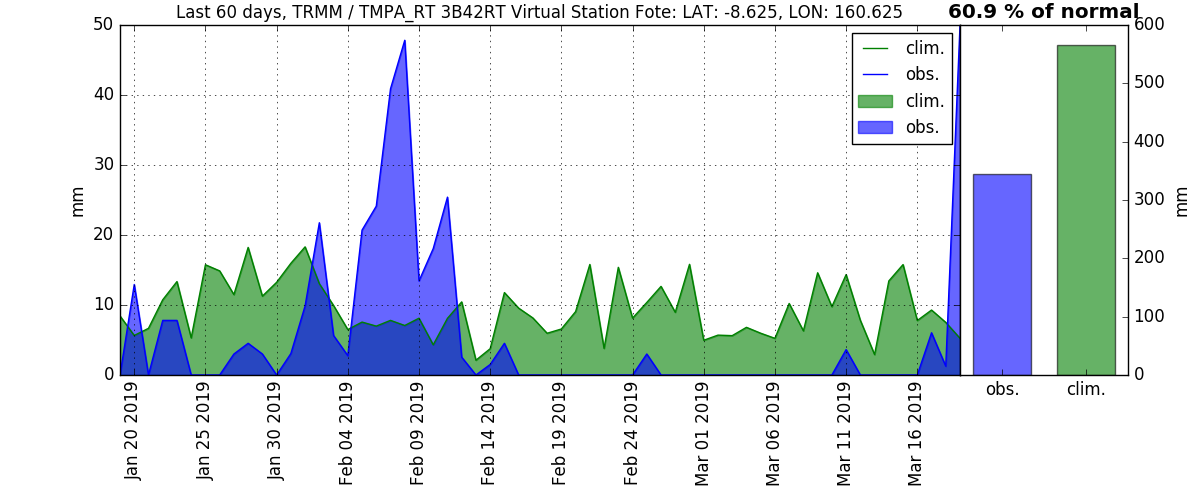 Last 60 days, TRMM / TMPA_RT 3B42RT Virtual Station Fote: LAT: -8.625, LON: 160.625
60.9 % of normal
50
40
30
20
10
0
mm
clim.
obs.
clim.
obs.
600
500
400
300
200
100
0
mm
obs.
clim.
Jan 20 2019
Jan 25 2019
Jan 30 2019
Feb 04 2019
Feb 09 2019
Feb 14 2019
Feb 19 2019
Feb 24 2019
Mar 01 2019
Mar 06 2019
Mar 11 2019
Mar 16 2019